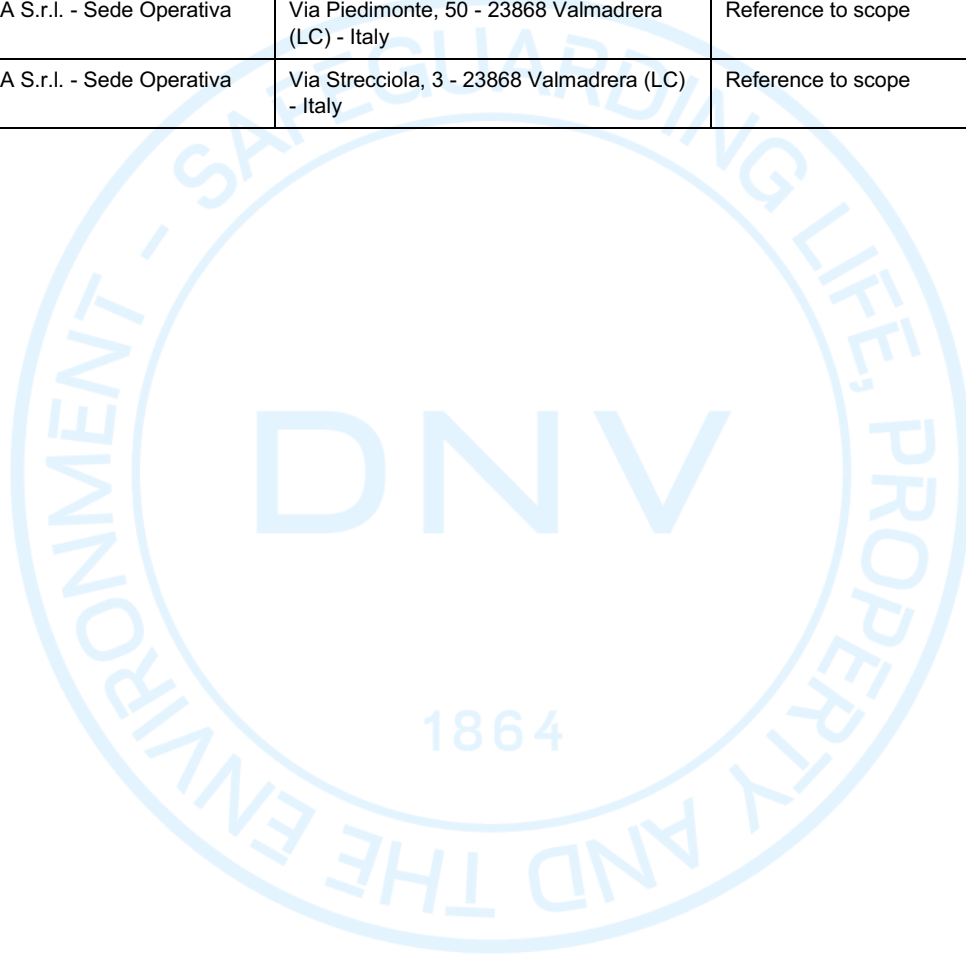 A S.r.l. - Sede Operativa Via Piedimonte, 50 - 23868 Valmadrera Reference to scope
(LC) - Italy
A S.r.l. - Sede Operativa Via Strecciola, 3 - 23868 Valmadrera (LC) Reference to scope
- Italy
SAFEGUARDING LIFE, PROPERTY AND THE ENVIRONMENT -
DNV
1864